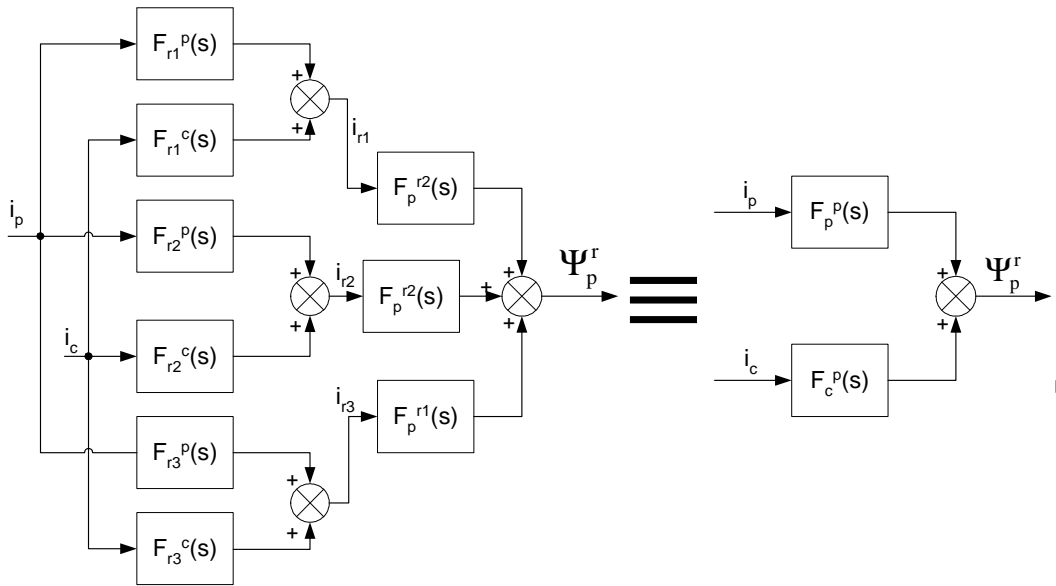 F_r1^p(s)
+
+
i_r1
F_r1^c(s)
F_p^r2(s)
i_p
F_r2^p(s)
+
+
i_r2
F_p^r2(s)
+
+
+
Ψ_p^r
i_c
F_r2^c(s)
i_r3
F_p^r1(s)
F_r3^p(s)
+
+
F_r3^c(s)
i_p
F_p^p(s)
+
+
Ψ_p^r
i_c
F_c^p(s)